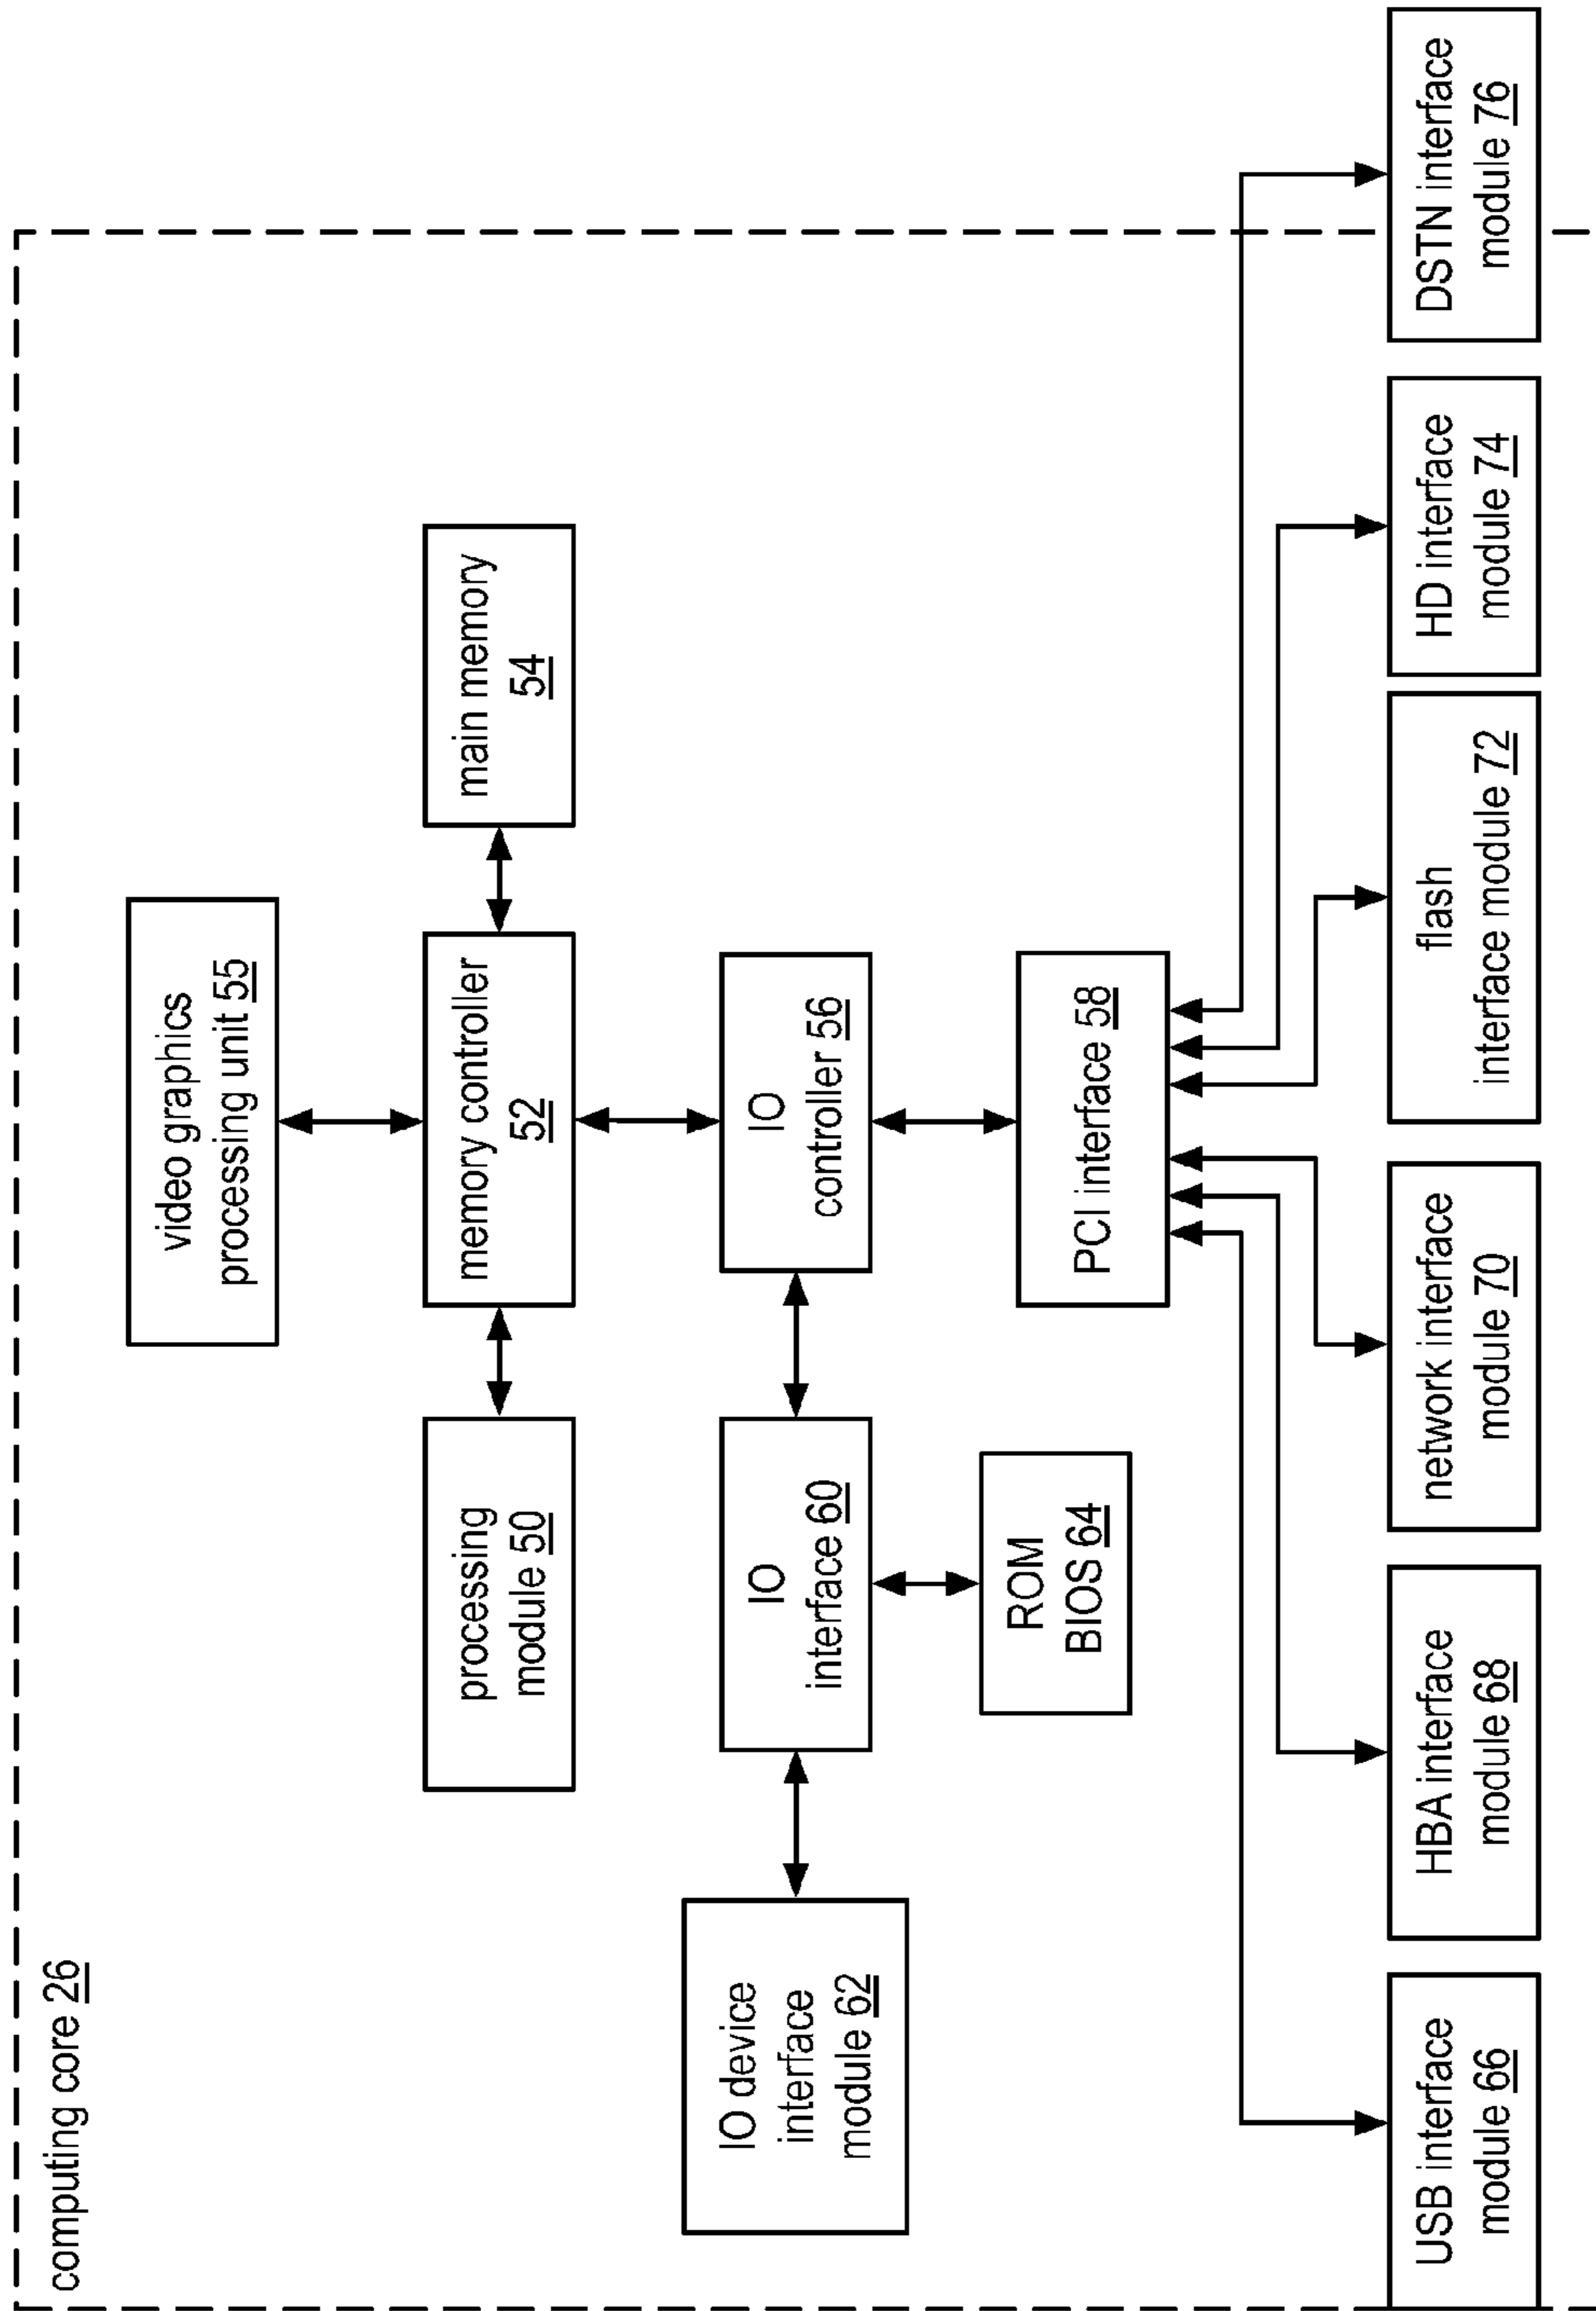 computing core 26
video graphics
processing unit 55
processing
module 50
memory controller
52
main memory
54
IO device
interface
module 62
IO
interface 60
IO
controller 56
ROM
BIOS 64
PCI interface 58
USB interface
module 66
HBA interface
module 68
network interface
module 70
flash
interface module 72
HD interface
module 74
DSTN interface
module 76